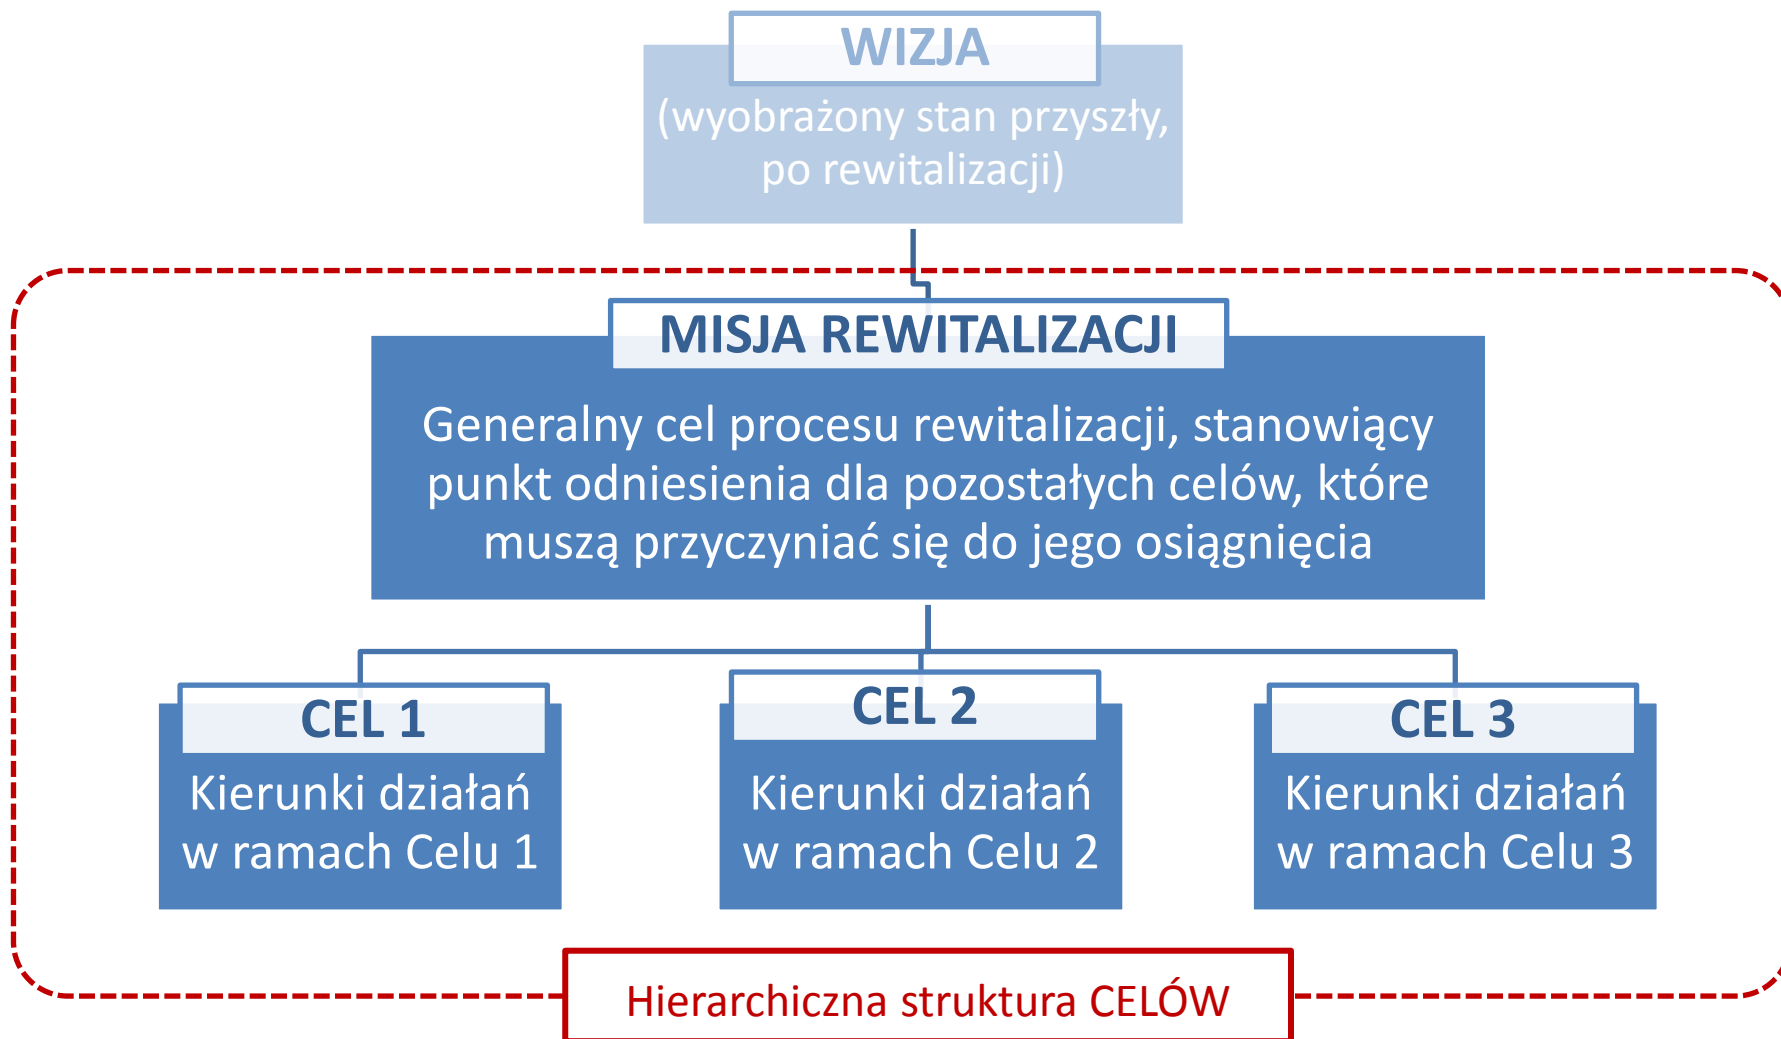 WIZJA
(wyobrażony stan przyszły,
po rewitalizacji)
MISJA REWITALIZACJI
Generalny cel procesu rewitalizacji, stanowiący
punkt odniesienia dla pozostałych celów, które
muszą przyczyniać się do jego osiągnięcia
CEL 1
Kierunki działań
w ramach Celu 1
CEL 2
Kierunki działań
w ramach Celu 2
CEL 3
Kierunki działań
w ramach Celu 3
Hierarchiczna struktura CELÓW